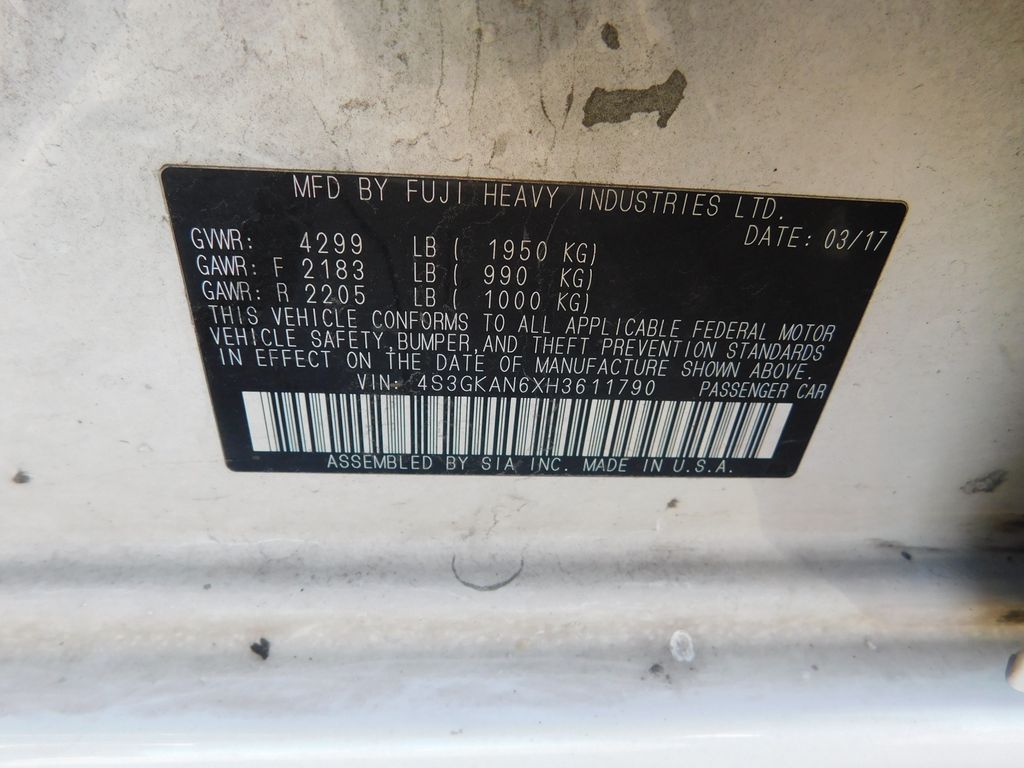 MFD BY FUJI HEAVY INDUSTRIES LTD.
DATE: 03/17
GVWR: 4299 LB ( 1950 KG)
GAWR: F 2183 LB ( 990 KG)
GAWR: R 2205 LB ( 1000 KG)
THIS VEHICLE CONFORMS TO ALL APPLICABLE FEDERAL MOTOR
VEHICLE SAFETY, BUMPER, AND THEFT PREVENTION STANDARDS
IN EFFECT ON THE DATE OF MANUFACTURE SHOWN ABOVE.
VIN: 4S3GKAN6XH3611790 PASSENGER CAR
ASSEMBLED BY SIA INC. MADE IN U.S.A.